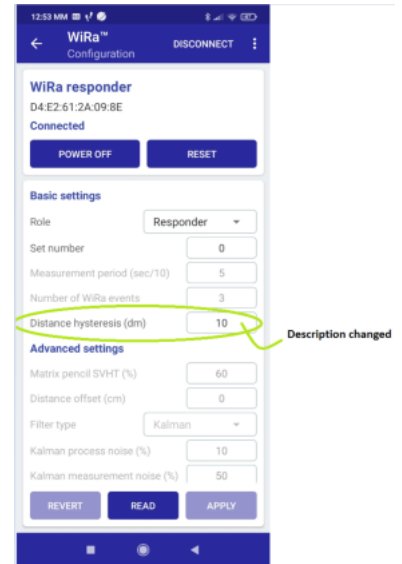 12:53 MM
WiRa™ DISCONNECT
Configuration
WiRa responder
D4:E2:61:2A:09:8E
Connected
POWER OFF RESET
Basic settings
Role Responder
Set number 0
Measurement period (sec/10) 5
Number of WiRa events 3
Distance hysteresis (dm) 10
Description changed
Advanced settings
Matrix pencil SVHT (%) 60
Distance offset (cm) 0
Filter type Kalman
Kalman process noise (%) 10
Kalman measurement noise (%) 50
REVERT READ APPLY